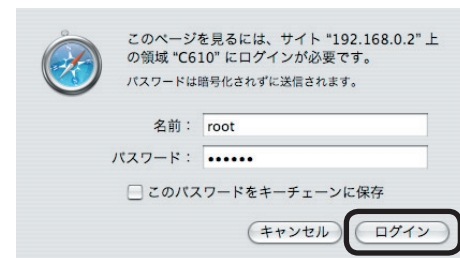 このページを見るには、サイト “192.168.0.2” 上
の領域 “C610” にログインが必要です。
パスワードは暗号化されずに送信されます。
名前： root
パスワード： ••••••
このパスワードをキーチェーンに保存
キャンセル ログイン